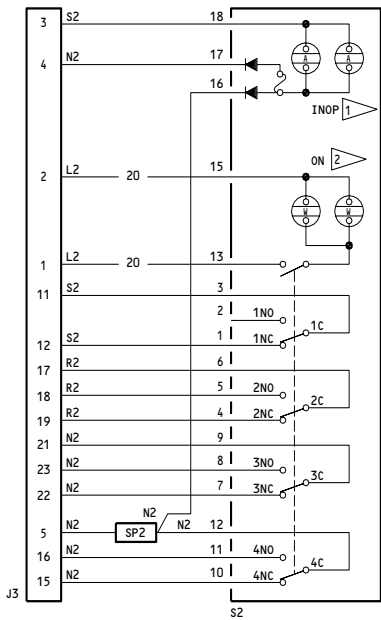 3 S2 18
4 N2 17
16
A A
INOP 1
ON 2
2 L2 20 15
W W
1 L2 20 13
11 S2 3
2 1NO
1C
12 S2 1 1NC
17 R2 6
18 R2 5 2NO
2C
19 R2 4 2NC
21 N2 9
23 N2 8 3NO
3C
22 N2 7 3NC
N2
5 N2 SP2 N2 12
16 N2 11 4NO
4C
15 N2 10 4NC
J3
S2